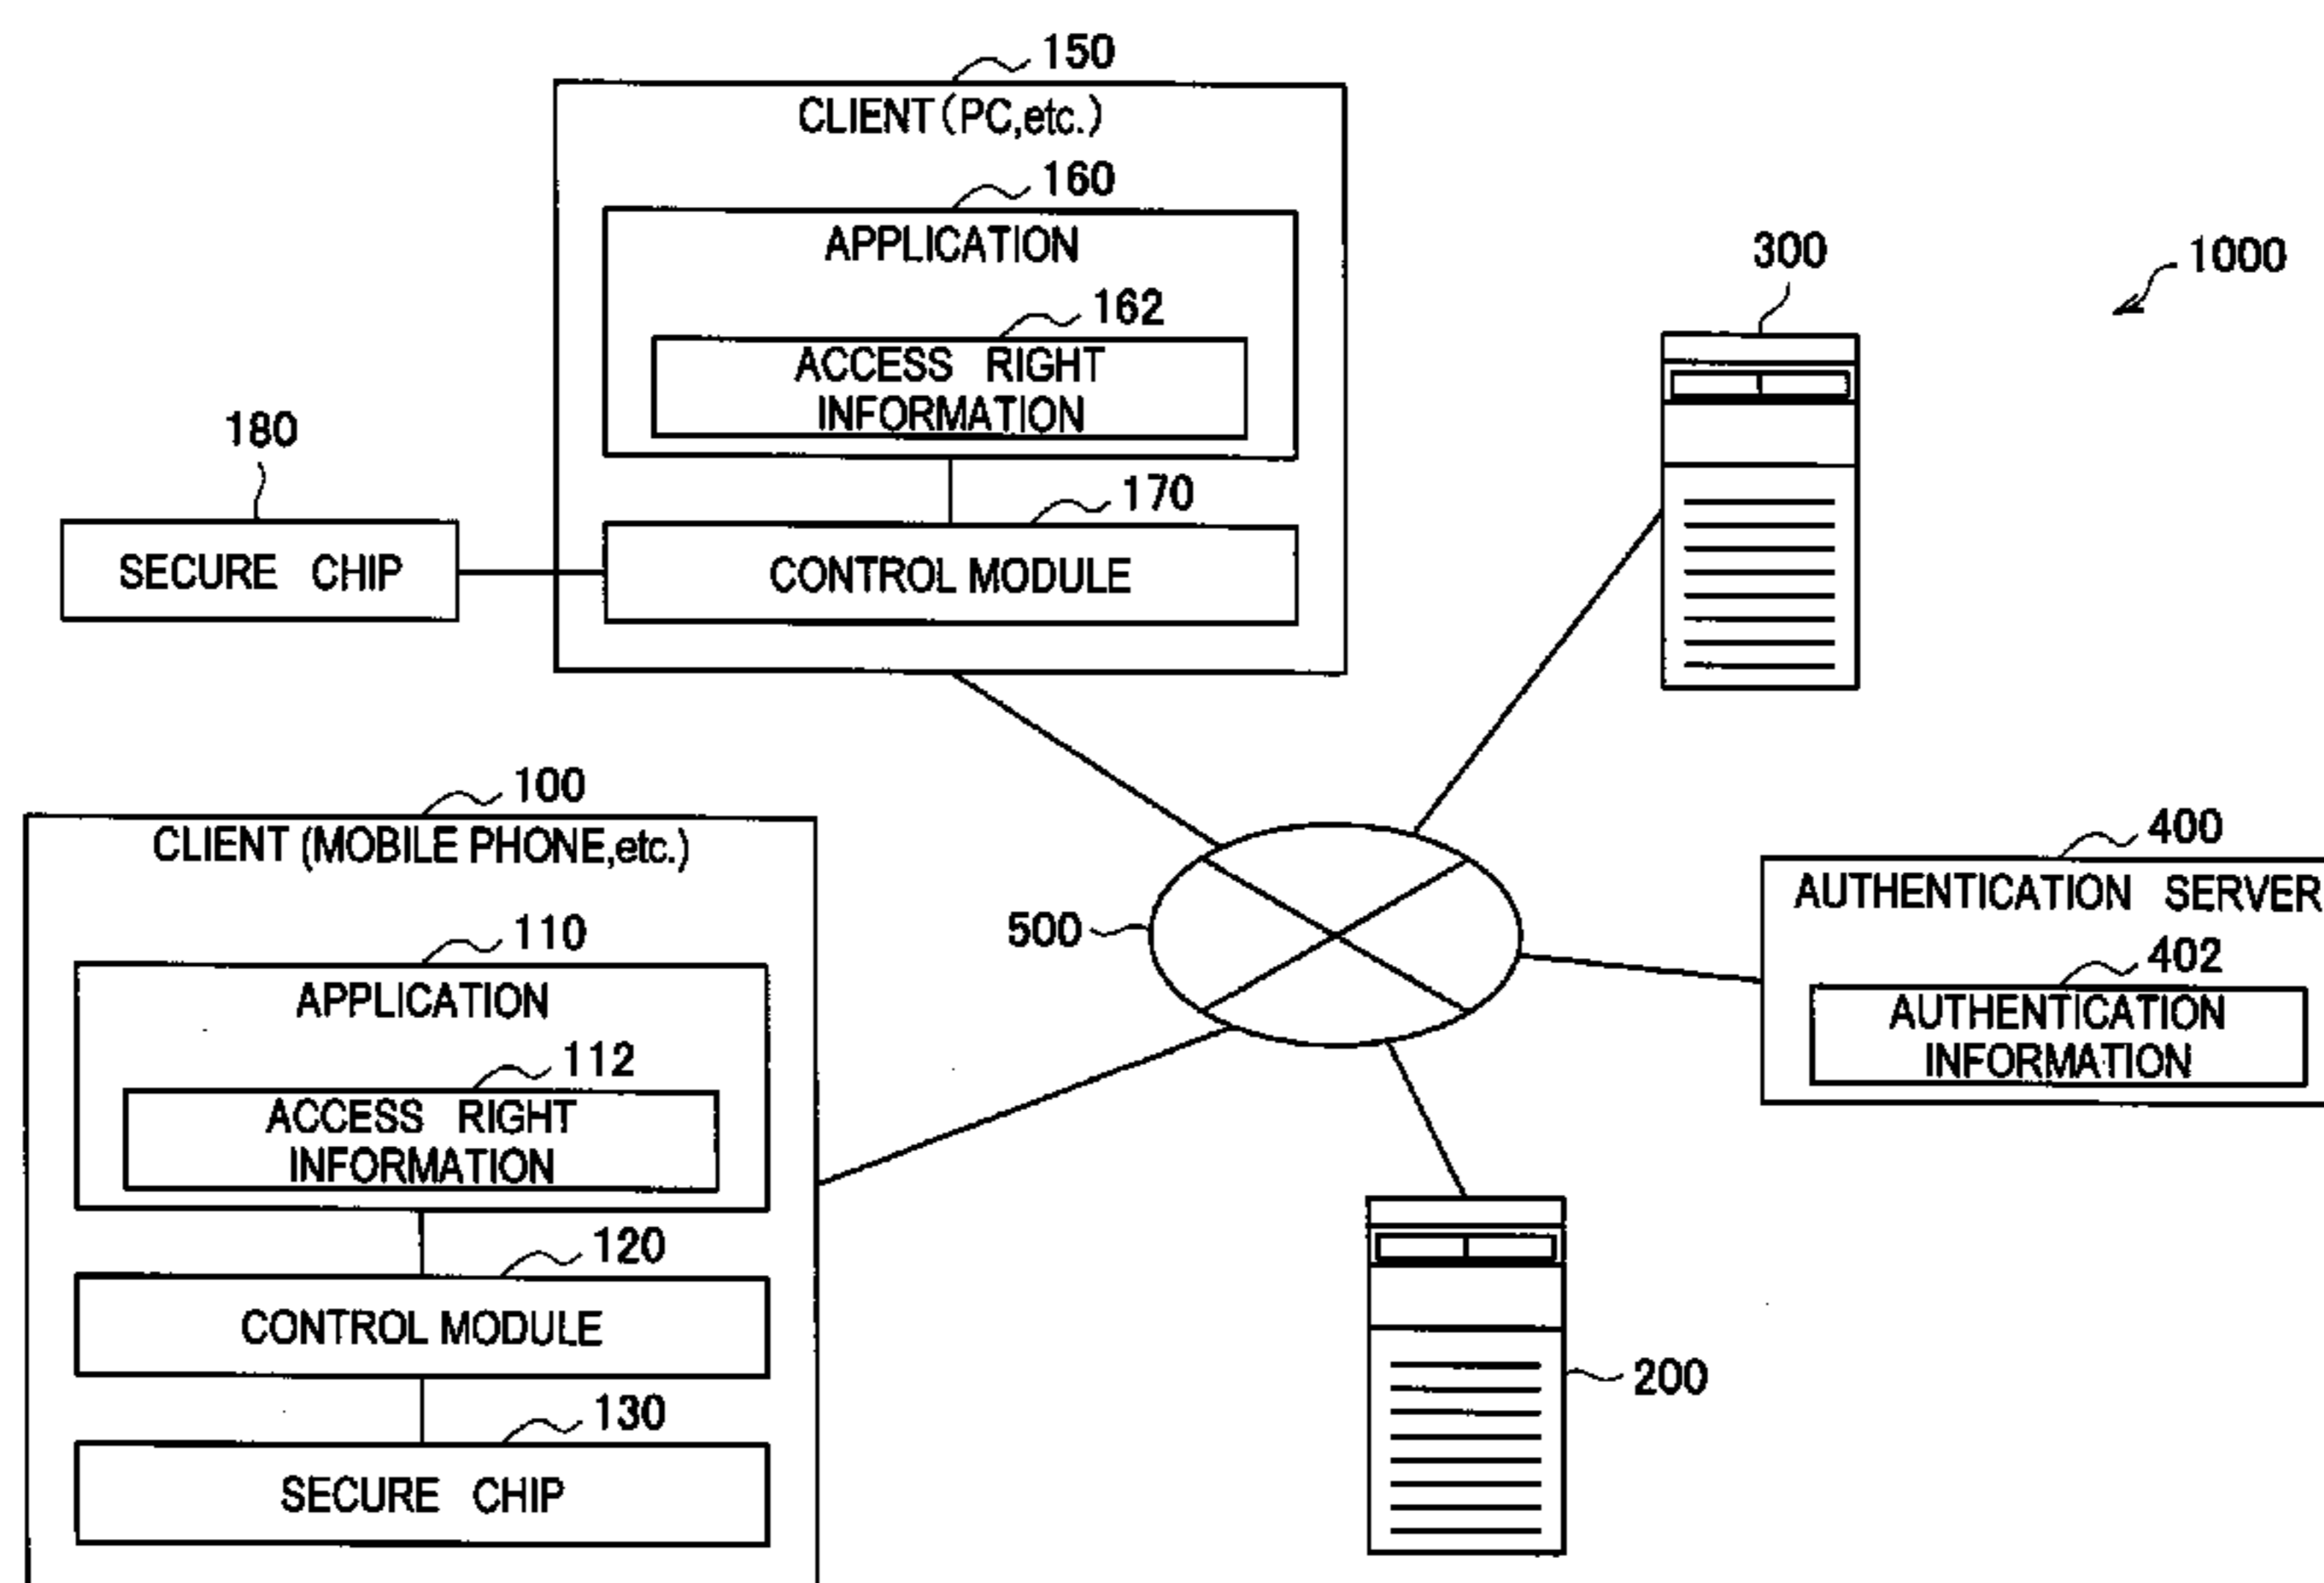 150
CLIENT (PC,etc.)
160
APPLICATION
162
ACCESS RIGHT
INFORMATION
170
CONTROL MODULE
180
SECURE CHIP
300
1000
100
CLIENT (MOBILE PHONE,etc.)
110
APPLICATION
112
ACCESS RIGHT
INFORMATION
120
CONTROL MODULE
130
SECURE CHIP
500
400
AUTHENTICATION SERVER
402
AUTHENTICATION
INFORMATION
200